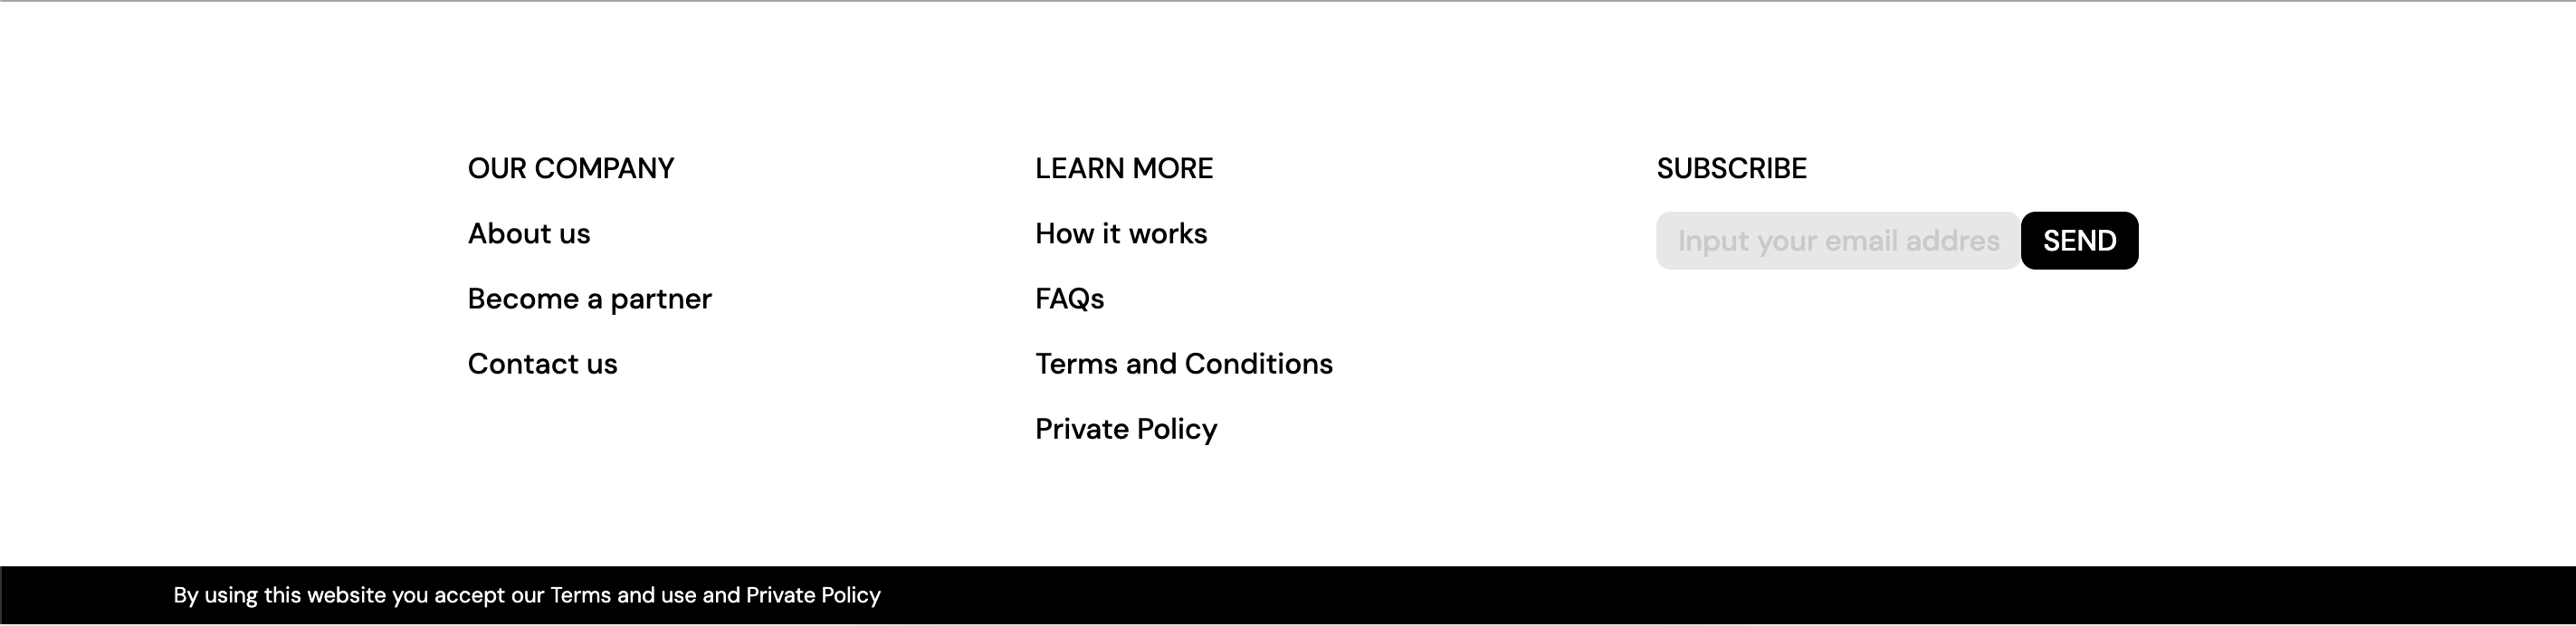 OUR COMPANY
About us
Become a partner
Contact us
LEARN MORE
How it works
FAQs
Terms and Conditions
Private Policy
SUBSCRIBE
Input your email addres
SEND
By using this website you accept our Terms and use and Private Policy